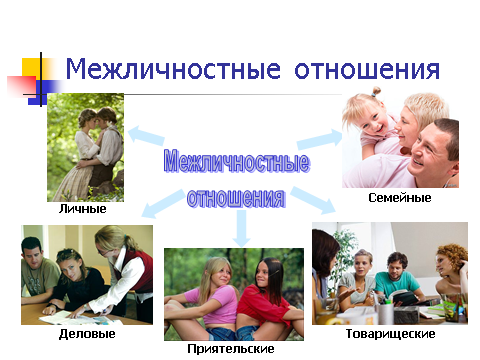 Межличностные отношения
Межличностные
отношения
Личные
Семейные
Деловые
Приятельские
Товарищеские